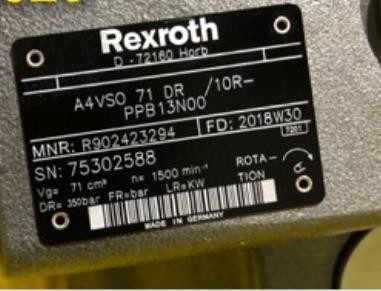 Rexroth
D-72160 Horb
A4VSO 71 DR /10R-
PPB13N00
MNR: R902423294 FD: 2018W30
7201
SN: 75302588
Vg= 71 cm³ n= 1500 min⁻¹ ROTA-
TION
DR= 350bar FR=bar LR=KW
MADE IN GERMANY